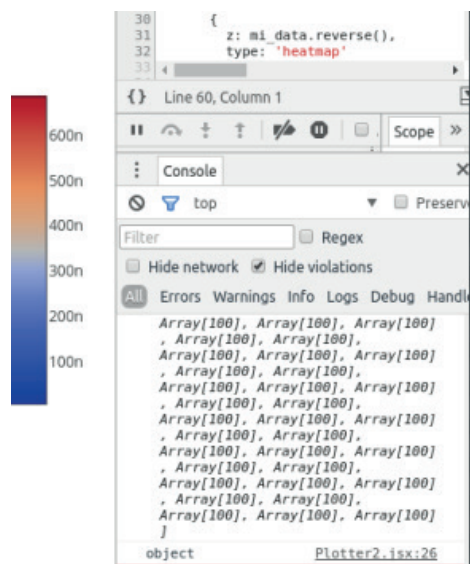 30 {
31 z: mi_data.reverse(),
32 type: 'heatmap'
33
{} Line 60, Column 1
Scope »
Console
top Preserv
Filter Regex
Hide network Hide violations
All Errors Warnings Info Logs Debug Handle
Array[100], Array[100], Array[100]
, Array[100], Array[100],
Array[100], Array[100], Array[100]
, Array[100], Array[100],
Array[100], Array[100], Array[100]
, Array[100], Array[100],
Array[100], Array[100], Array[100]
, Array[100], Array[100],
Array[100], Array[100], Array[100]
, Array[100], Array[100],
Array[100], Array[100], Array[100]
, Array[100], Array[100],
Array[100], Array[100], Array[100]
]
object Plotter2.jsx:26
600n
500n
400n
300n
200n
100n